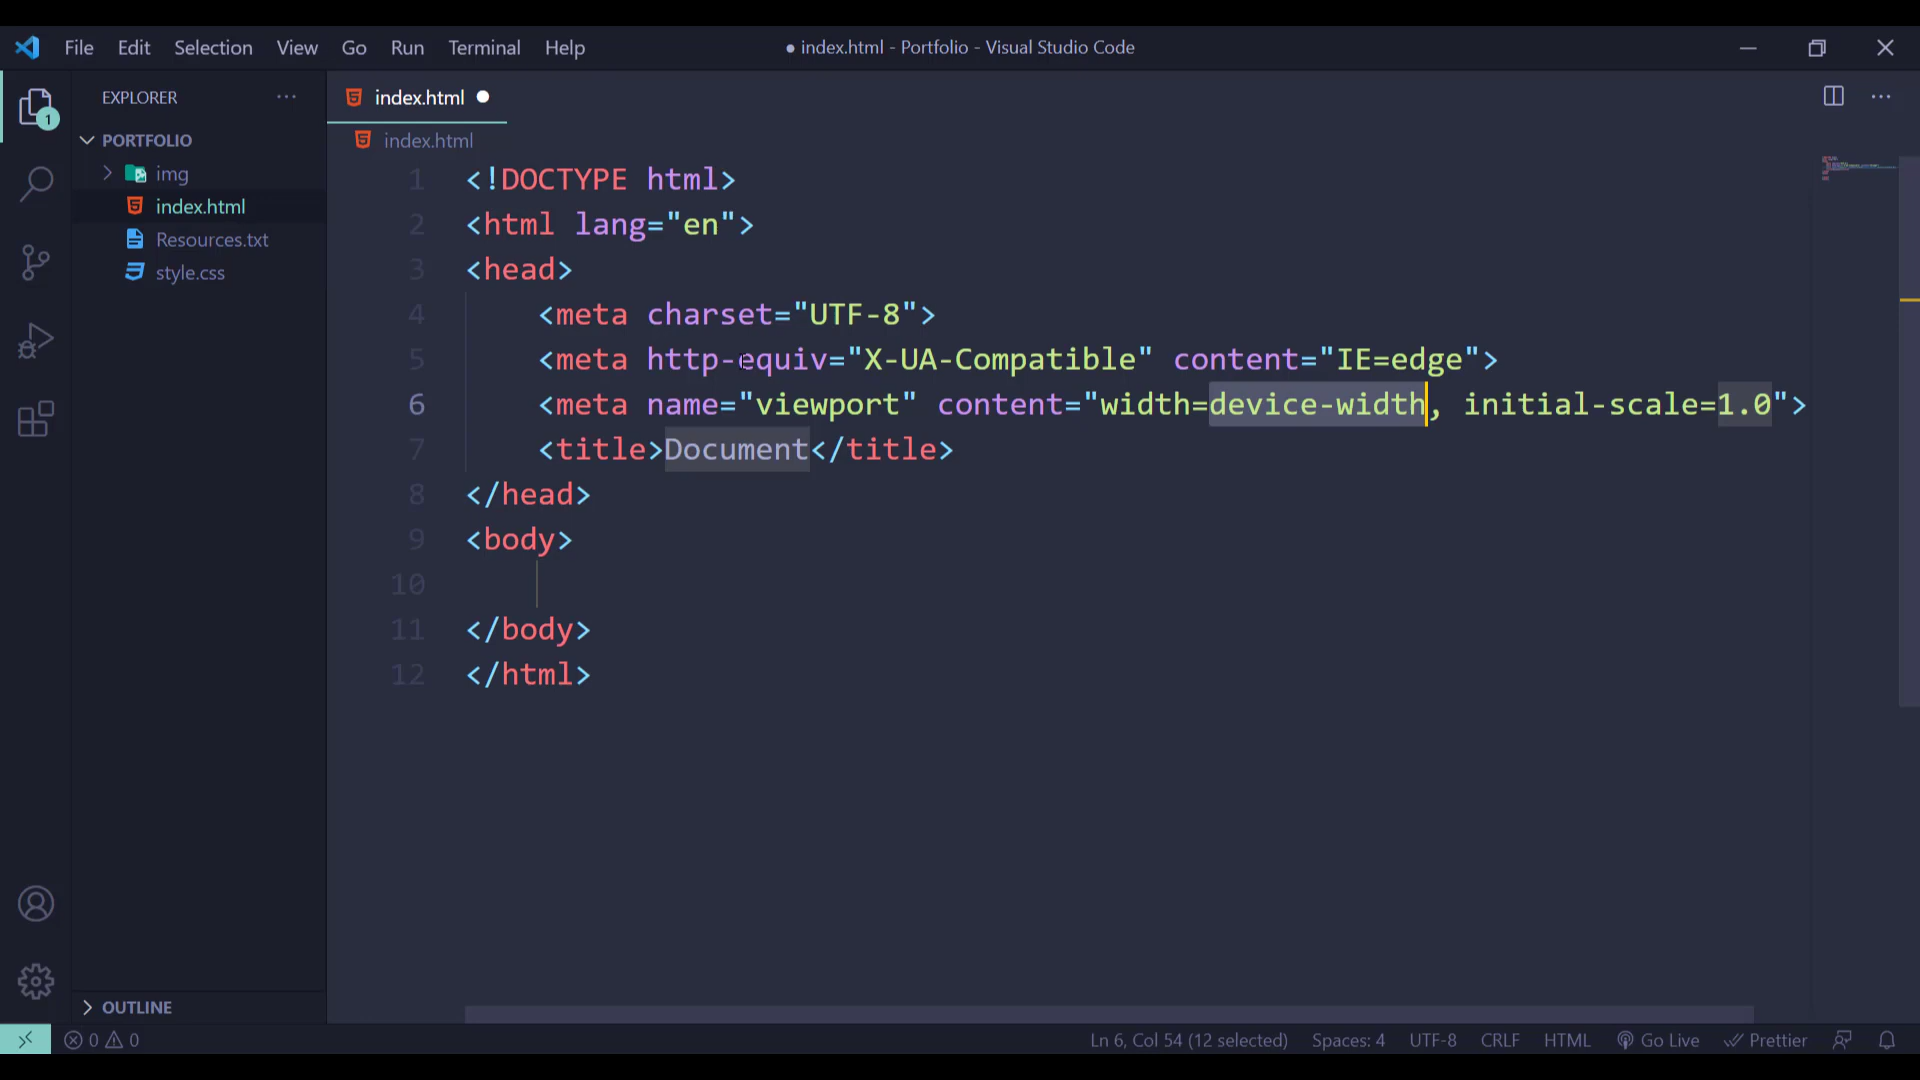 File Edit Selection View Go Run Terminal Help
● index.html - Portfolio - Visual Studio Code
EXPLORER
1
PORTFOLIO
img
index.html
Resources.txt
style.css
OUTLINE
index.html
index.html
1 <!DOCTYPE html>
2 <html lang="en">
3 <head>
4 <meta charset="UTF-8">
5 <meta http-equiv="X-UA-Compatible" content="IE=edge">
6 <meta name="viewport" content="width=device-width, initial-scale=1.0">
7 <title>Document</title>
8 </head>
9 <body>
10
11 </body>
12 </html>
0 0 Ln 6, Col 54 (12 selected) Spaces: 4 UTF-8 CRLF HTML Go Live Prettier